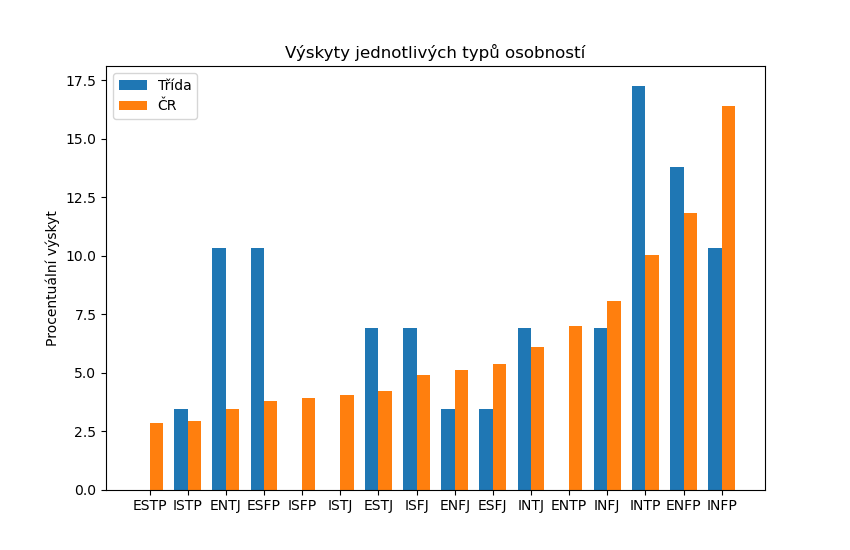 Výskyty jednotlivých typů osobností
Třída
ČR
Procentuální výskyt
17.5
15.0
12.5
10.0
7.5
5.0
2.5
0.0
ESTP ISTP ENTJ ESFP ISFP ISTJ ESTJ ISFJ ENFJ ESFJ INTJ ENTP INFJ INTP ENFP INFP